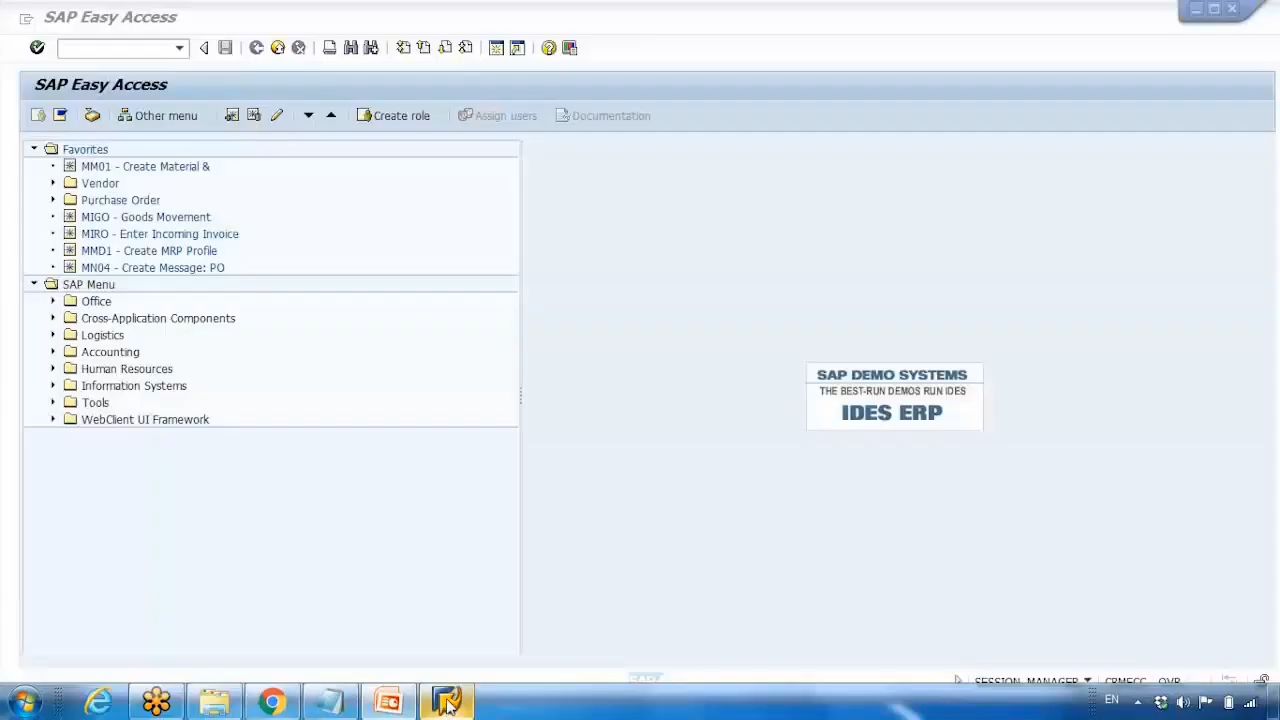 SAP Easy Access
SAP Easy Access
Other menu
Create role
Assign users
Documentation
Favorites
MM01 - Create Material &
Vendor
Purchase Order
MIGO - Goods Movement
MIRO - Enter Incoming Invoice
MMD1 - Create MRP Profile
MN04 - Create Message: PO
SAP Menu
Office
Cross-Application Components
Logistics
Accounting
Human Resources
Information Systems
Tools
WebClient UI Framework
SAP DEMO SYSTEMS
THE BEST-RUN DEMOS RUN IDES
IDES ERP
SAP
SESSION_MANAGER
CRMECC
OVR
EN